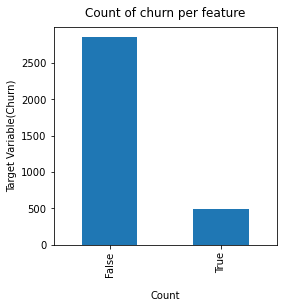 Count of churn per feature
Target Variable(Churn)
2500
2000
1500
1000
500
0
False
True
Count